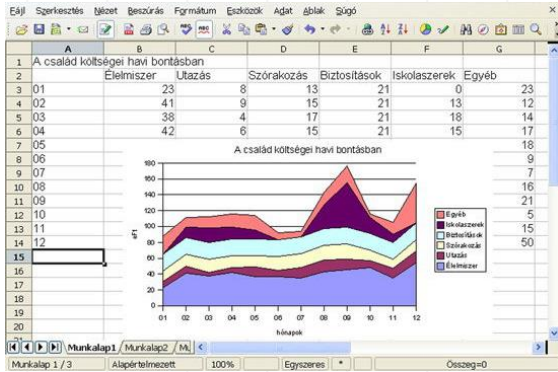 Fájl Szerkesztés Nézet Beszúrás Formátum Eszközök Adat Ablak Súgó
A B C D E F G
1 A család költségei havi bontásban
2 Élelmiszer Utazás Szórakozás Biztosítások Iskolaszerek Egyéb
3 01 23 8 13 21 0 23
4 02 41 9 15 21 13 12
5 03 38 4 17 21 18 14
6 04 42 6 15 21 15 17
7 05 18
8 06 9
9 07 7
10 08 16
11 09 21
12 10 5
13 11 15
14 12 50
15
16
17
18
19
20
A család költségei havi bontásban
180
160
140
120
100
80
60
40
20
0
eFt
01 02 03 04 05 06 07 08 09 10 11 12
hónapok
Egyéb
Iskolaszerek
Biztosítások
Szórakozás
Utazás
Élelmiszer
Munkalap1 Munkalap2
Munkalap 1 / 3 Alapértelmezett 100% Egyszeres * Összeg=0